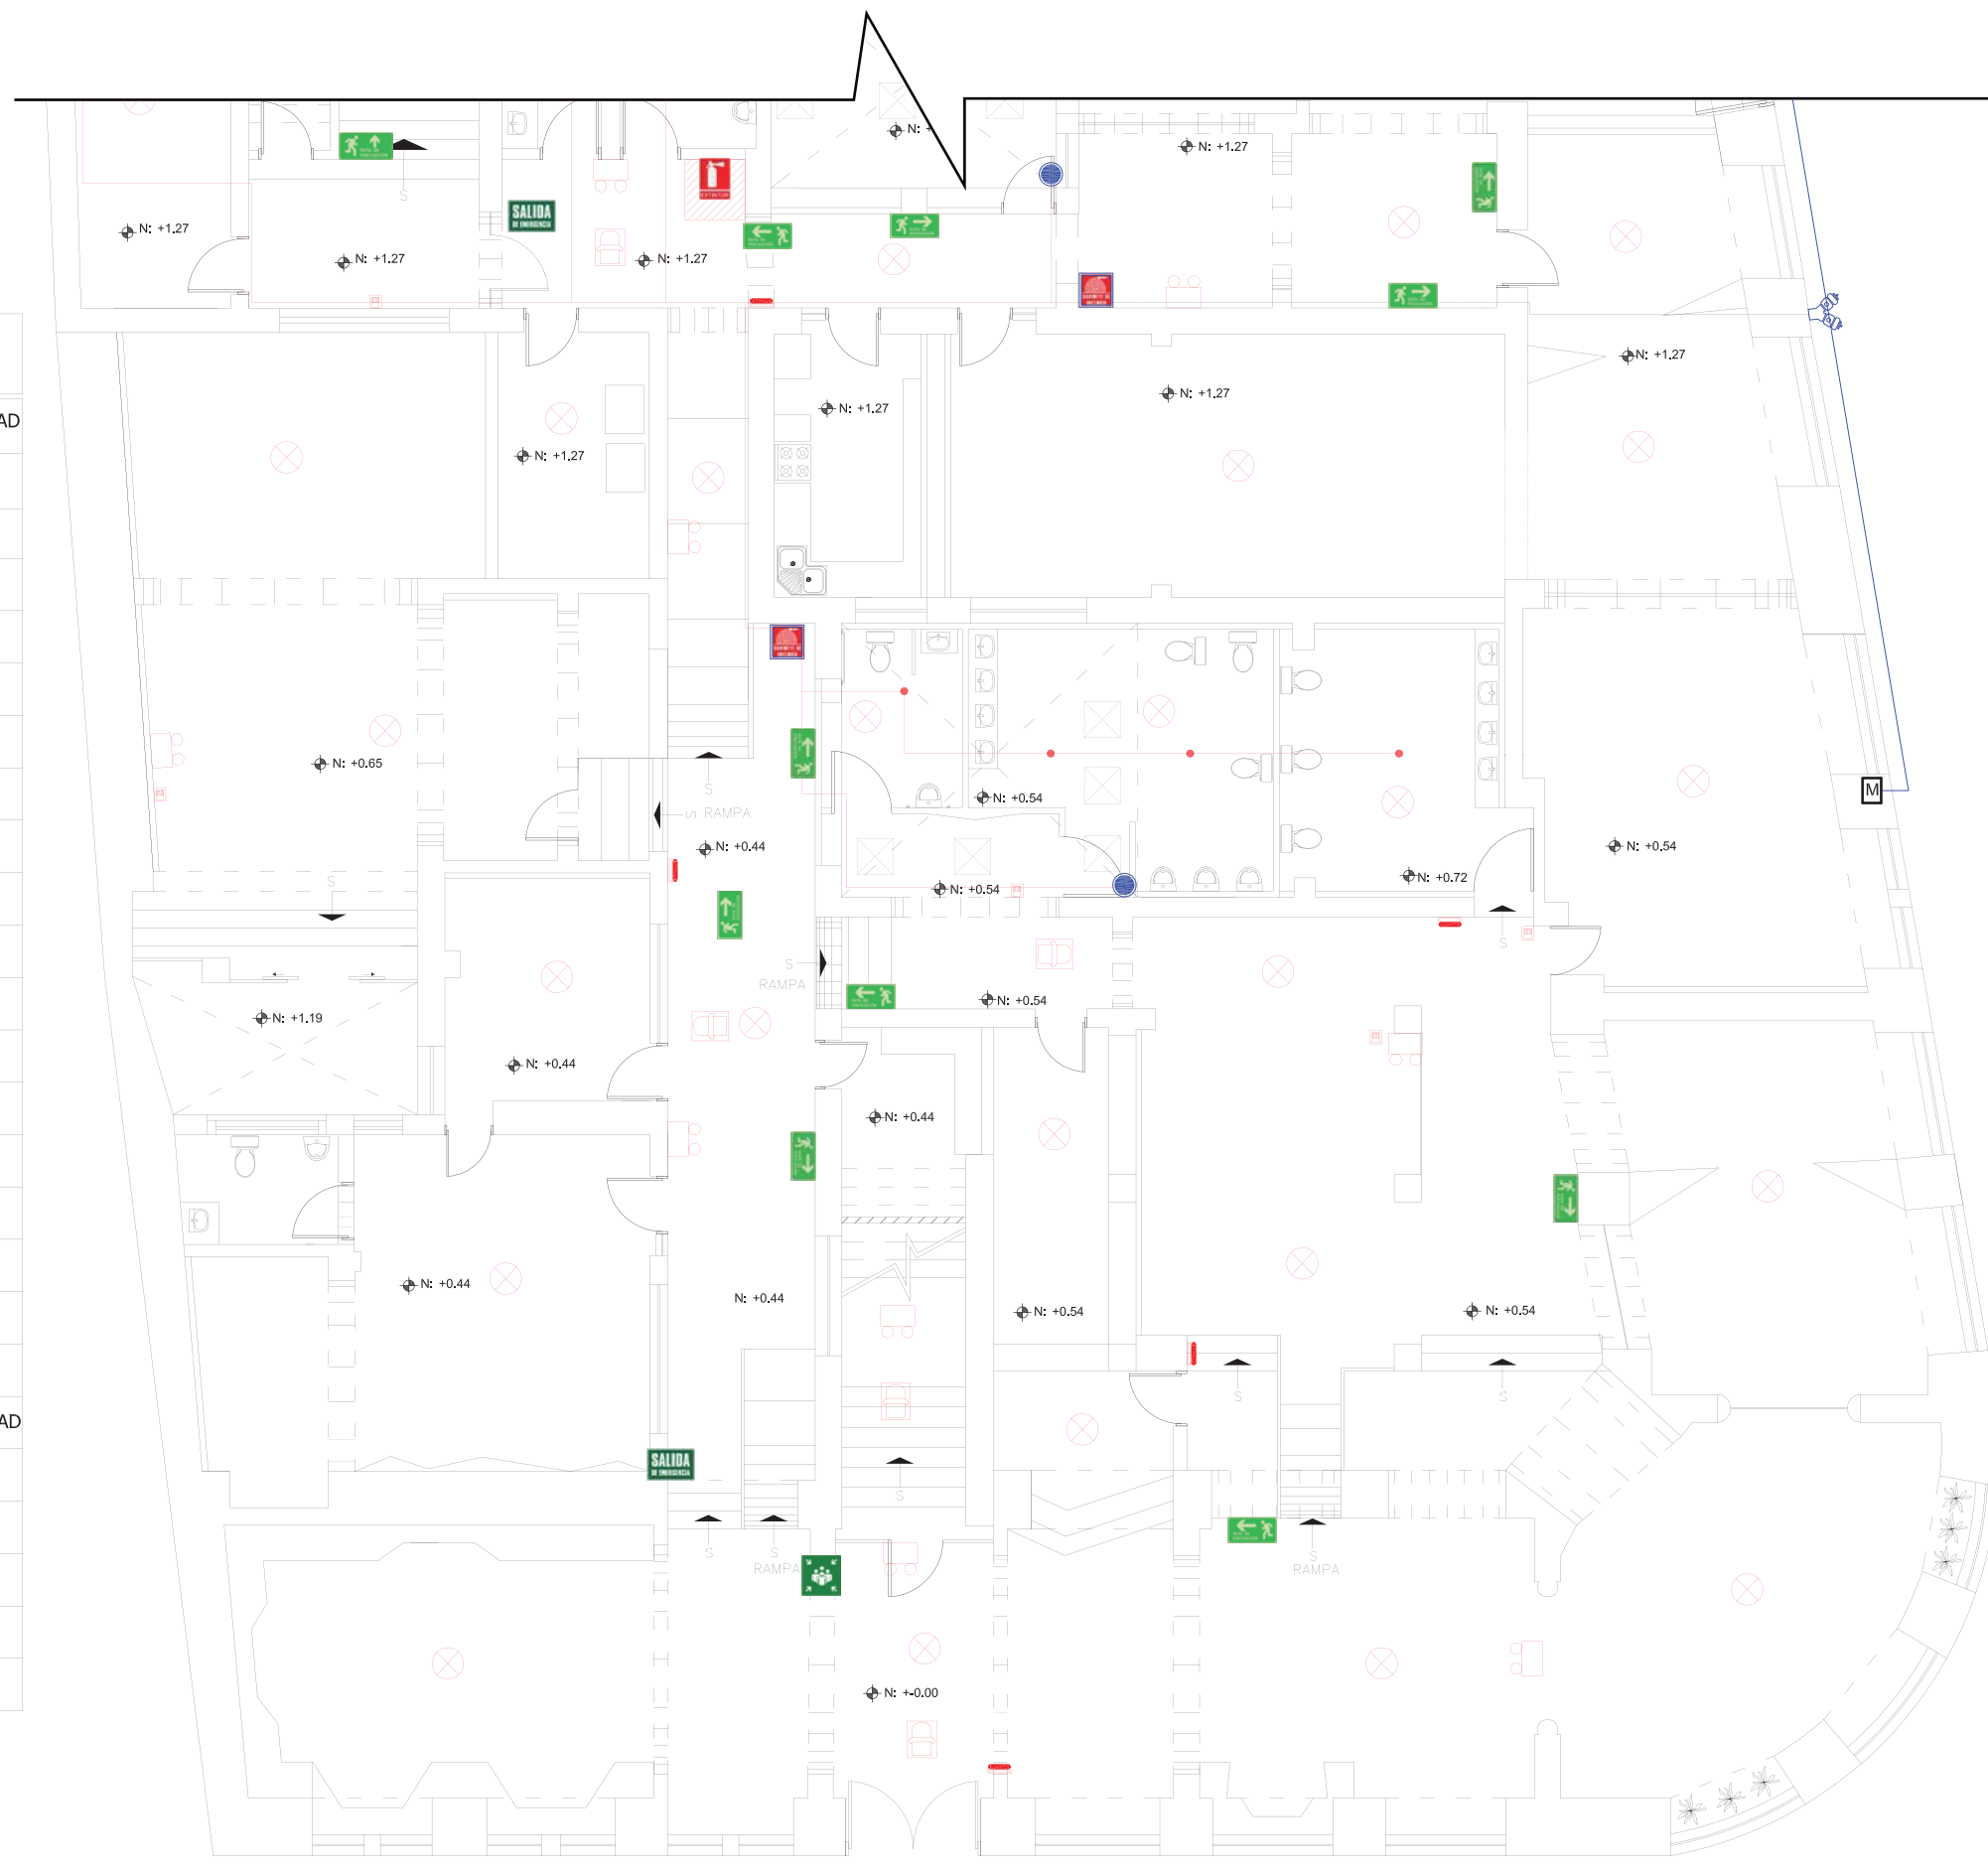 N: +
N: +1.27
SALIDA
DE EMERGENCIA
EXTINTOR
S
N: +1.27
N: +1.27
N: +1.27
N: +1.27
N: +1.27
N: +1.27
AD
N: +1.27
N: +0.65
S
S RAMPA
N: +0.54
N: +0.44
N: +0.54
M
N: +0.72
S
N: +0.54
S
S
RAMPA
N: +0.54
N: +1.19
N: +0.44
N: +0.44
N: +0.44
N: +0.44
N: +0.54
N: +0.54
S
S
AD
SALIDA
DE EMERGENCIA
S
S
S
RAMPA
S
RAMPA
N: +-0.00